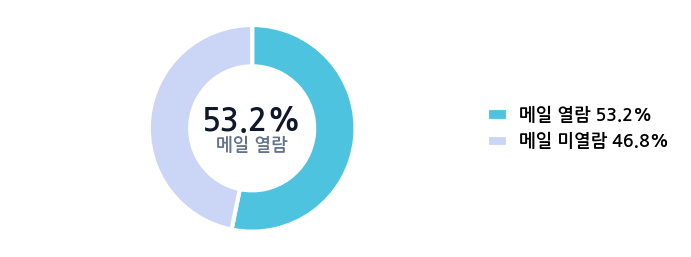 53.2%
메일 열람
메일 열람 53.2%
메일 미열람 46.8%